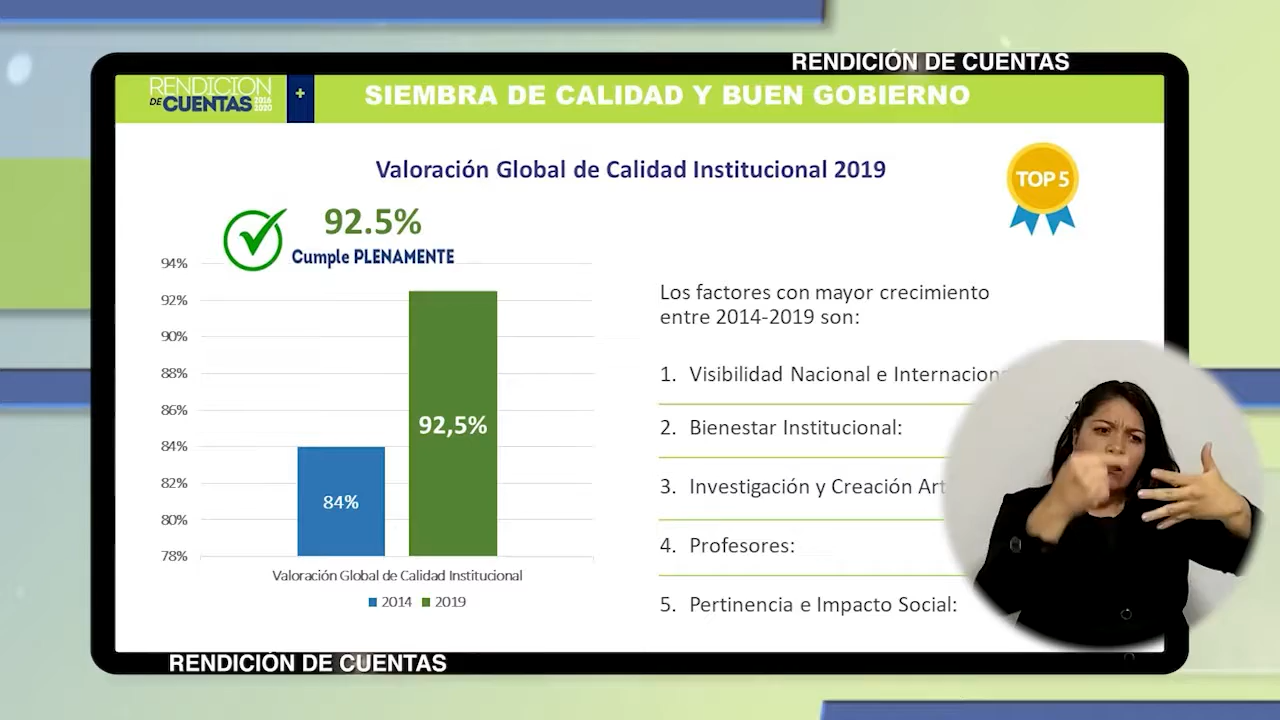 RENDICIÓN DE CUENTAS
RENDICION
DE CUENTAS 2016
2020
+
SIEMBRA DE CALIDAD Y BUEN GOBIERNO
Valoración Global de Calidad Institucional 2019
TOP 5
92.5%
Cumple PLENAMENTE
94%
92%
90%
88%
86%
84%
82%
80%
78%
84%
92,5%
Valoración Global de Calidad Institucional
2014 2019
Los factores con mayor crecimiento
entre 2014-2019 son:
1. Visibilidad Nacional e
2. Bienestar Institucional:
3. Investigación y Creación
4. Profesores:
5. Pertinencia e Impacto Social:
RENDICIÓN DE CUENTAS